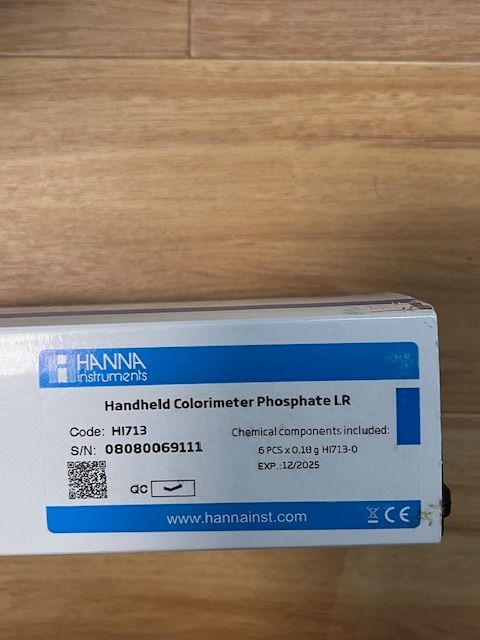 HANNA
instruments
Handheld Colorimeter Phosphate LR
Code: HI713
S/N: 08080069111
Chemical components included:
6 PCS x 0.18 g HI713-0
EXP.:12/2025
QC
www.hannainst.com
CE